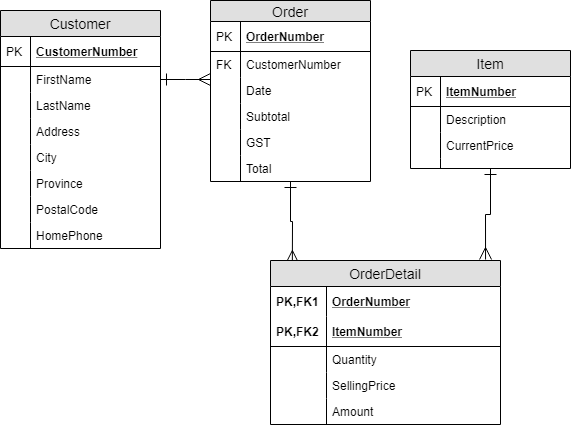 Customer
PK CustomerNumber
FirstName
LastName
Address
City
Province
PostalCode
HomePhone
Order
PK OrderNumber
FK CustomerNumber
Date
Subtotal
GST
Total
Item
PK ItemNumber
Description
CurrentPrice
OrderDetail
PK,FK1 OrderNumber
PK,FK2 ItemNumber
Quantity
SellingPrice
Amount